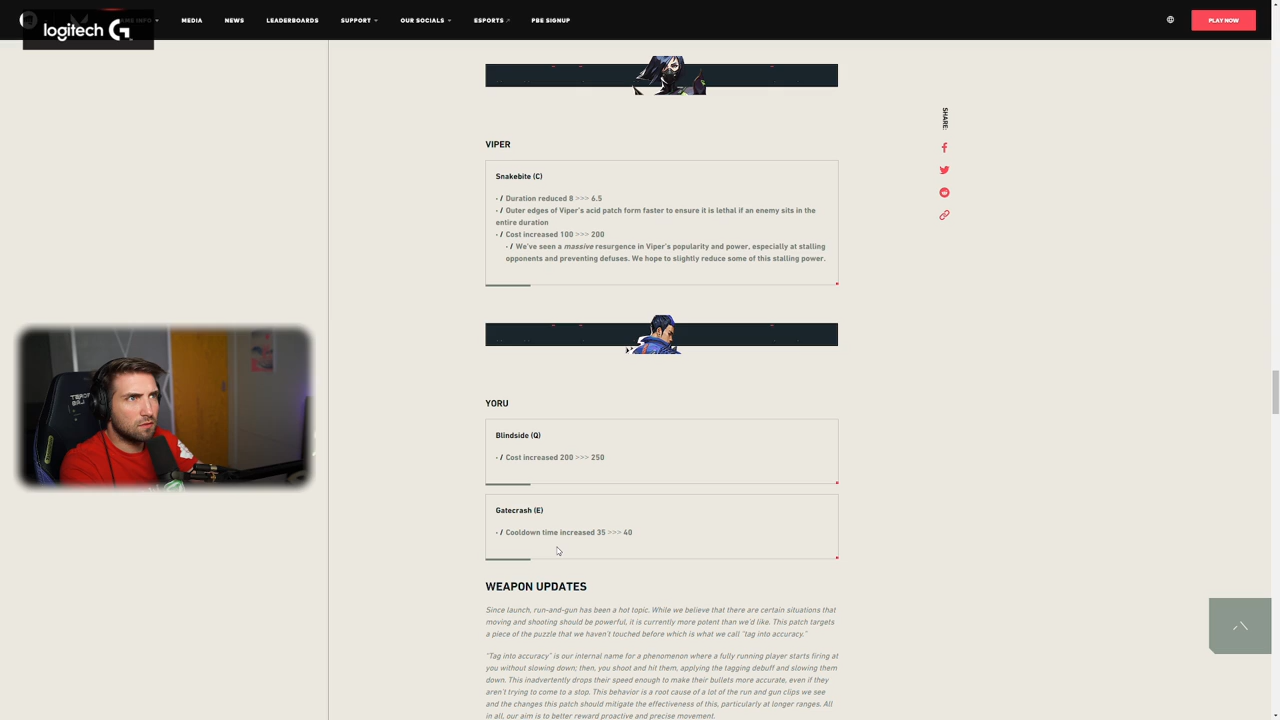 GAME INFO
MEDIA
NEWS
LEADERBOARDS
SUPPORT
OUR SOCIALS
ESPORTS
PBE SIGNUP
PLAY NOW
logitech G
SHARE:
VIPER
Snakebite (C)
- / Duration reduced 8 >>> 6.5
- / Outer edges of Viper's acid patch form faster to ensure it is lethal if an enemy sits in the
entire duration
- / Cost increased 100 >>> 200
- / We've seen a massive resurgence in Viper's popularity and power, especially at stalling
opponents and preventing defuses. We hope to slightly reduce some of this stalling power.
YORU
Blindside (Q)
- / Cost increased 200 >>> 250
Gatecrash (E)
- / Cooldown time increased 35 >>> 40
WEAPON UPDATES
Since launch, run-and-gun has been a hot topic. While we believe that there are certain situations that
moving and shooting should be powerful, it is currently more potent than we'd like. This patch targets
a piece of the puzzle that we haven't touched before which is what we call "tag into accuracy."
"Tag into accuracy" is our internal name for a phenomenon where a fully running player starts firing at
you without slowing down; then, you shoot and hit them, applying the tagging debuff and slowing them
down. This inadvertently drops their speed enough to make their bullets more accurate, even if they
aren't trying to come to a stop. This behavior is a root cause of a lot of the run and gun clips we see
and the changes this patch should mitigate the effectiveness of this, particularly at longer ranges. All
in all, our aim is to better reward proactive and precise movement.